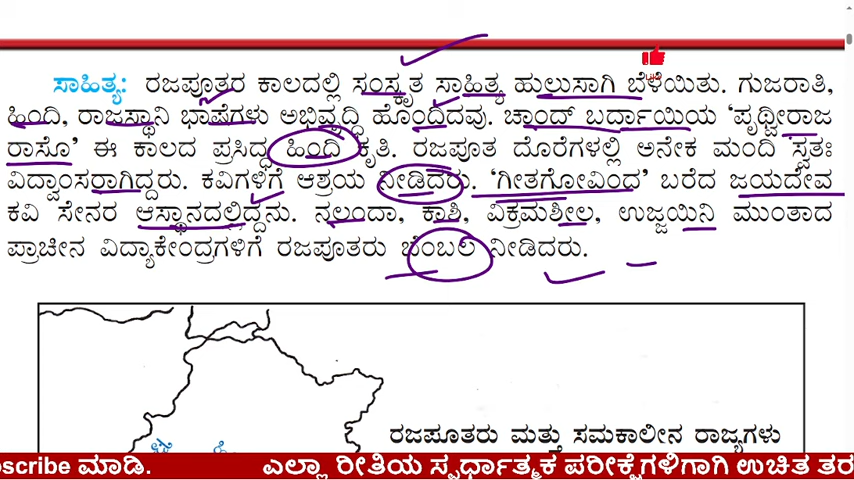 ಸಾಹಿತ್ಯ: ರಜಪೂತರ ಕಾಲದಲ್ಲಿ ಸಂಸ್ಕೃತ ಸಾಹಿತ್ಯ ಹುಲುಸಾಗಿ ಬೆಳೆಯಿತು. ಗುಜರಾತಿ,
ಹಿಂದಿ, ರಾಜಸ್ಥಾನಿ ಭಾಷೆಗಳು ಅಭಿವೃದ್ಧಿ ಹೊಂದಿದವು. ಚಾಂದ್ ಬರ್ದಾಯಿಯ ‘ಪೃಥ್ವೀರಾಜ
ರಾಸೊ’ ಈ ಕಾಲದ ಪ್ರಸಿದ್ಧ ಹಿಂದಿ ಕೃತಿ. ರಜಪೂತ ದೊರೆಗಳಲ್ಲಿ ಅನೇಕ ಮಂದಿ ಸ್ವತಃ
ವಿದ್ವಾಂಸರಾಗಿದ್ದರು. ಕವಿಗಳಿಗೆ ಆಶ್ರಯ ನೀಡಿದರು. ‘ಗೀತಗೋವಿಂದ’ ಬರೆದ ಜಯದೇವ
ಕವಿ ಸೇನರ ಆಸ್ಥಾನದಲ್ಲಿದ್ದನು. ನಲಂದಾ, ಕಾಶಿ, ವಿಕ್ರಮಶೀಲ, ಉಜ್ಜಯಿನಿ ಮುಂತಾದ
ಪ್ರಾಚೀನ ವಿದ್ಯಾಕೇಂದ್ರಗಳಿಗೆ ರಜಪೂತರು ಬೆಂಬಲ ನೀಡಿದರು.
ರಜಪೂತರು ಮತ್ತು ಸಮಕಾಲೀನ ರಾಜ್ಯಗಳು
scribe ಮಾಡಿ. ಎಲ್ಲಾ ರೀತಿಯ ಸ್ಪರ್ಧಾತ್ಮಕ ಪರೀಕ್ಷೆಗಳಿಗಾಗಿ ಉಚಿತ ತರ